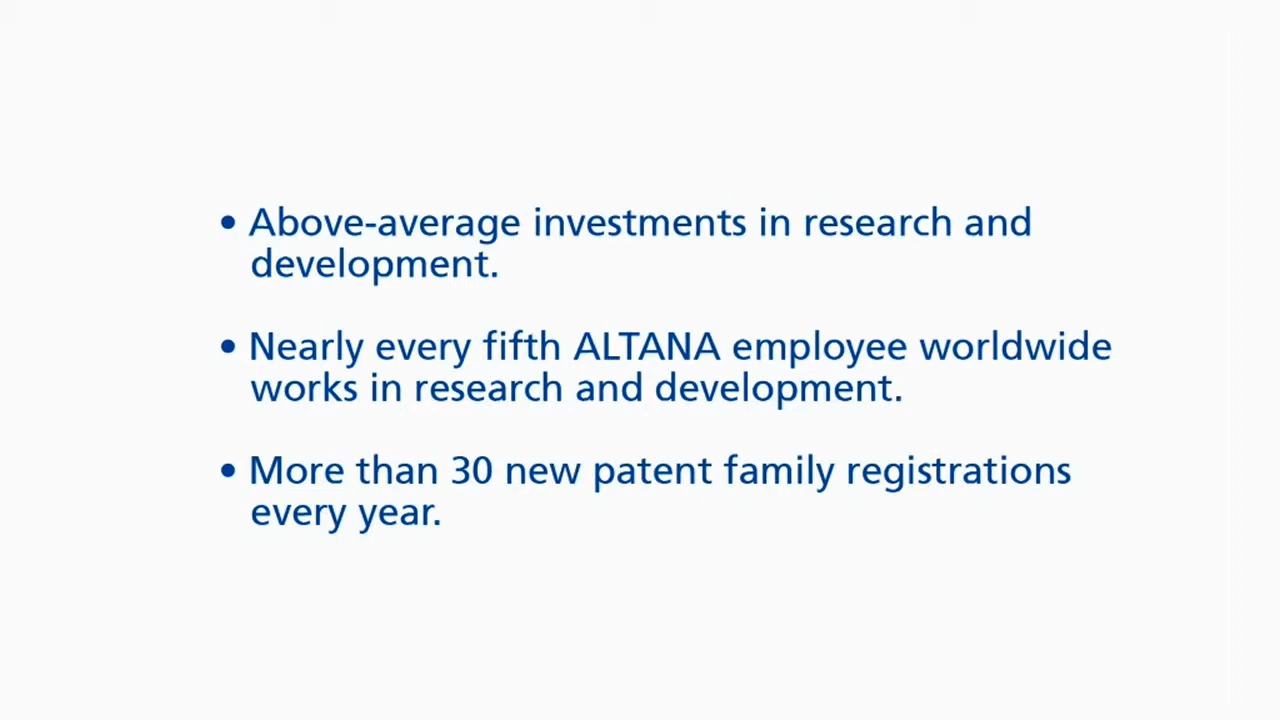 • Above-average investments in research and
development.
• Nearly every fifth ALTANA employee worldwide
works in research and development.
• More than 30 new patent family registrations
every year.